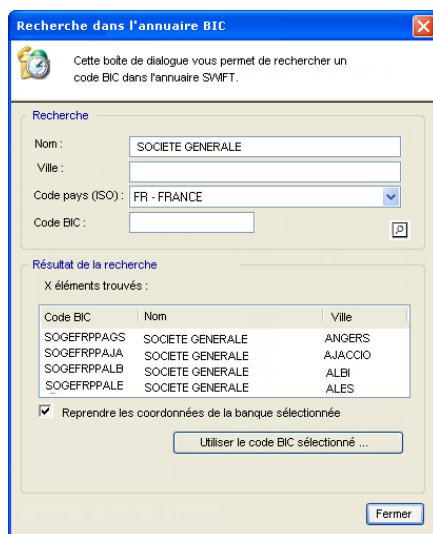 Recherche dans l'annuaire BIC
Cette boîte de dialogue vous permet de rechercher un
code BIC dans l'annuaire SWIFT.
Recherche
Nom : SOCIETE GENERALE
Ville :
Code pays (ISO) : FR - FRANCE
Code BIC :
Résultat de la recherche
X éléments trouvés :
Code BIC Nom Ville
SOGEFRPPAGS SOCIETE GENERALE ANGERS
SOGEFRPPAJA SOCIETE GENERALE AJACCIO
SOGEFRPPALB SOCIETE GENERALE ALBI
SOGEFRPPALE SOCIETE GENERALE ALES
Reprendre les coordonnées de la banque sélectionnée
Utiliser le code BIC sélectionné ...
Fermer